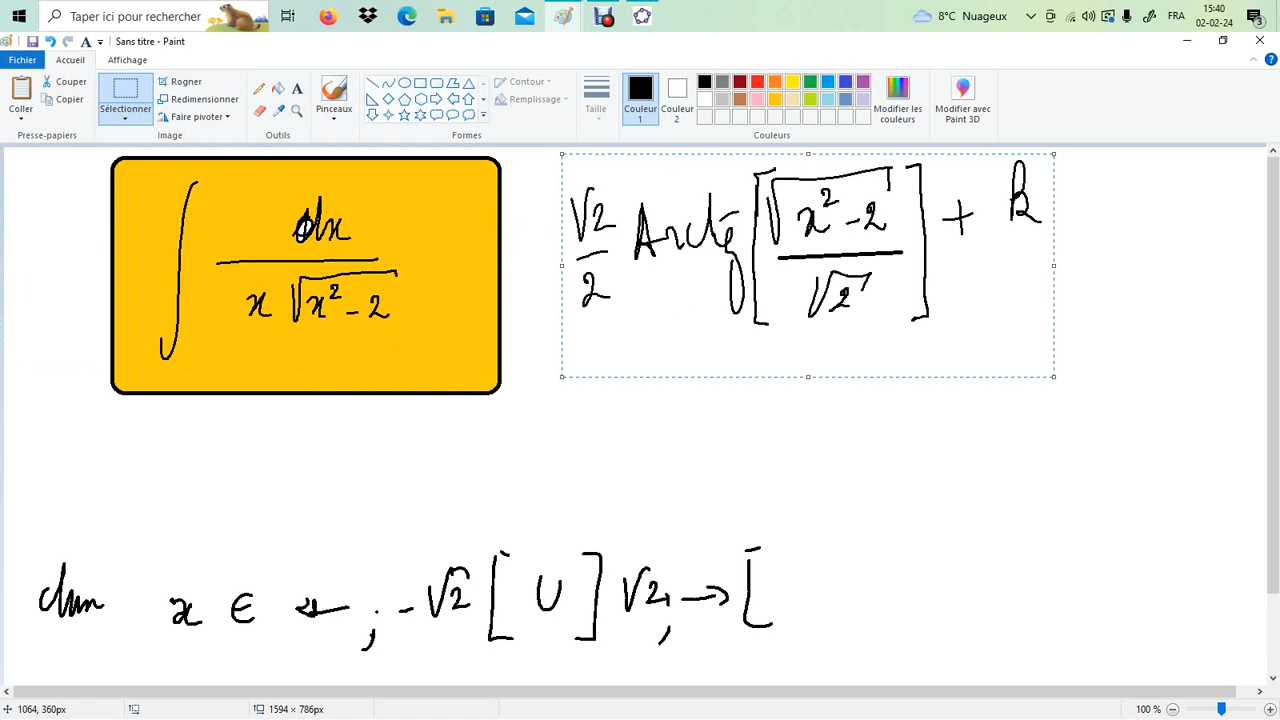 Taper ici pour rechercher
8°C Nuageux
FRA
15:40
02-02-24
3
Sans titre - Paint
Fichier Accueil Affichage
Coller
Couper
Copier
Presse-papiers
Sélectionner
Rogner
Redimensionner
Faire pivoter
Image
A
Outils
Pinceaux
Contour
Remplissage
Formes
Taille
Couleur 1
Couleur 2
Modifier les couleurs
Couleurs
Modifier avec Paint 3D
∫ dx / (x √(x² - 2))
√2/2 Arctg [√(x² - 2) / √2] +
x ∈ ← ; -√2 [ U ] √2, → [
1064, 360px
1594 × 786px
100 %